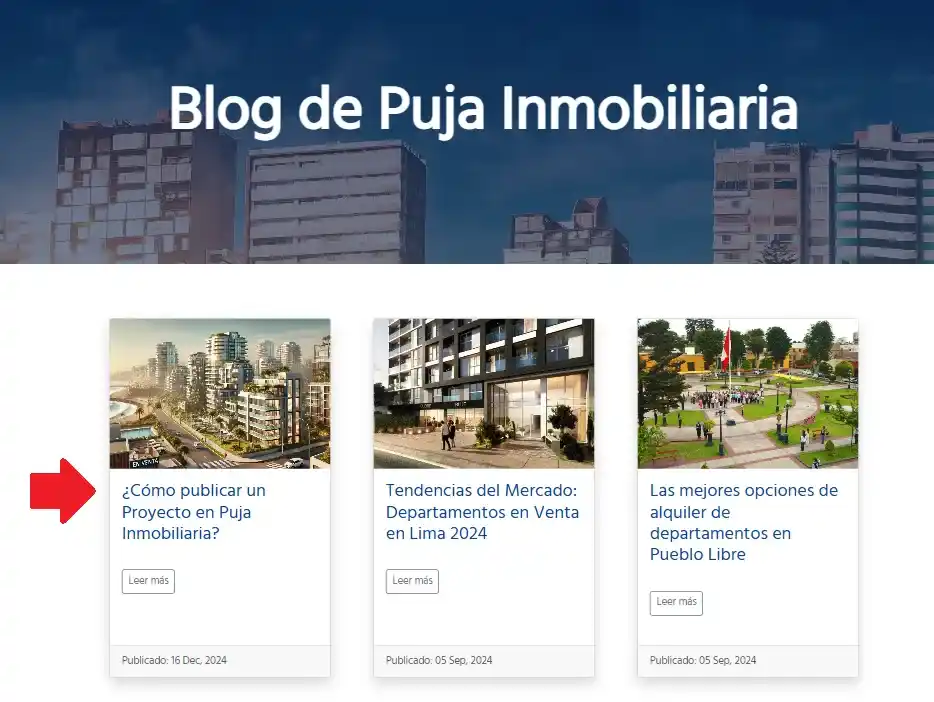 Blog de Puja Inmobiliaria
EN VENTA
¿Cómo publicar un
Proyecto en Puja
Inmobiliaria?
Leer más
Publicado: 16 Dec, 2024
Tendencias del Mercado:
Departamentos en Venta
en Lima 2024
Leer más
Publicado: 05 Sep, 2024
Las mejores opciones de
alquiler de
departamentos en
Pueblo Libre
Leer más
Publicado: 05 Sep, 2024